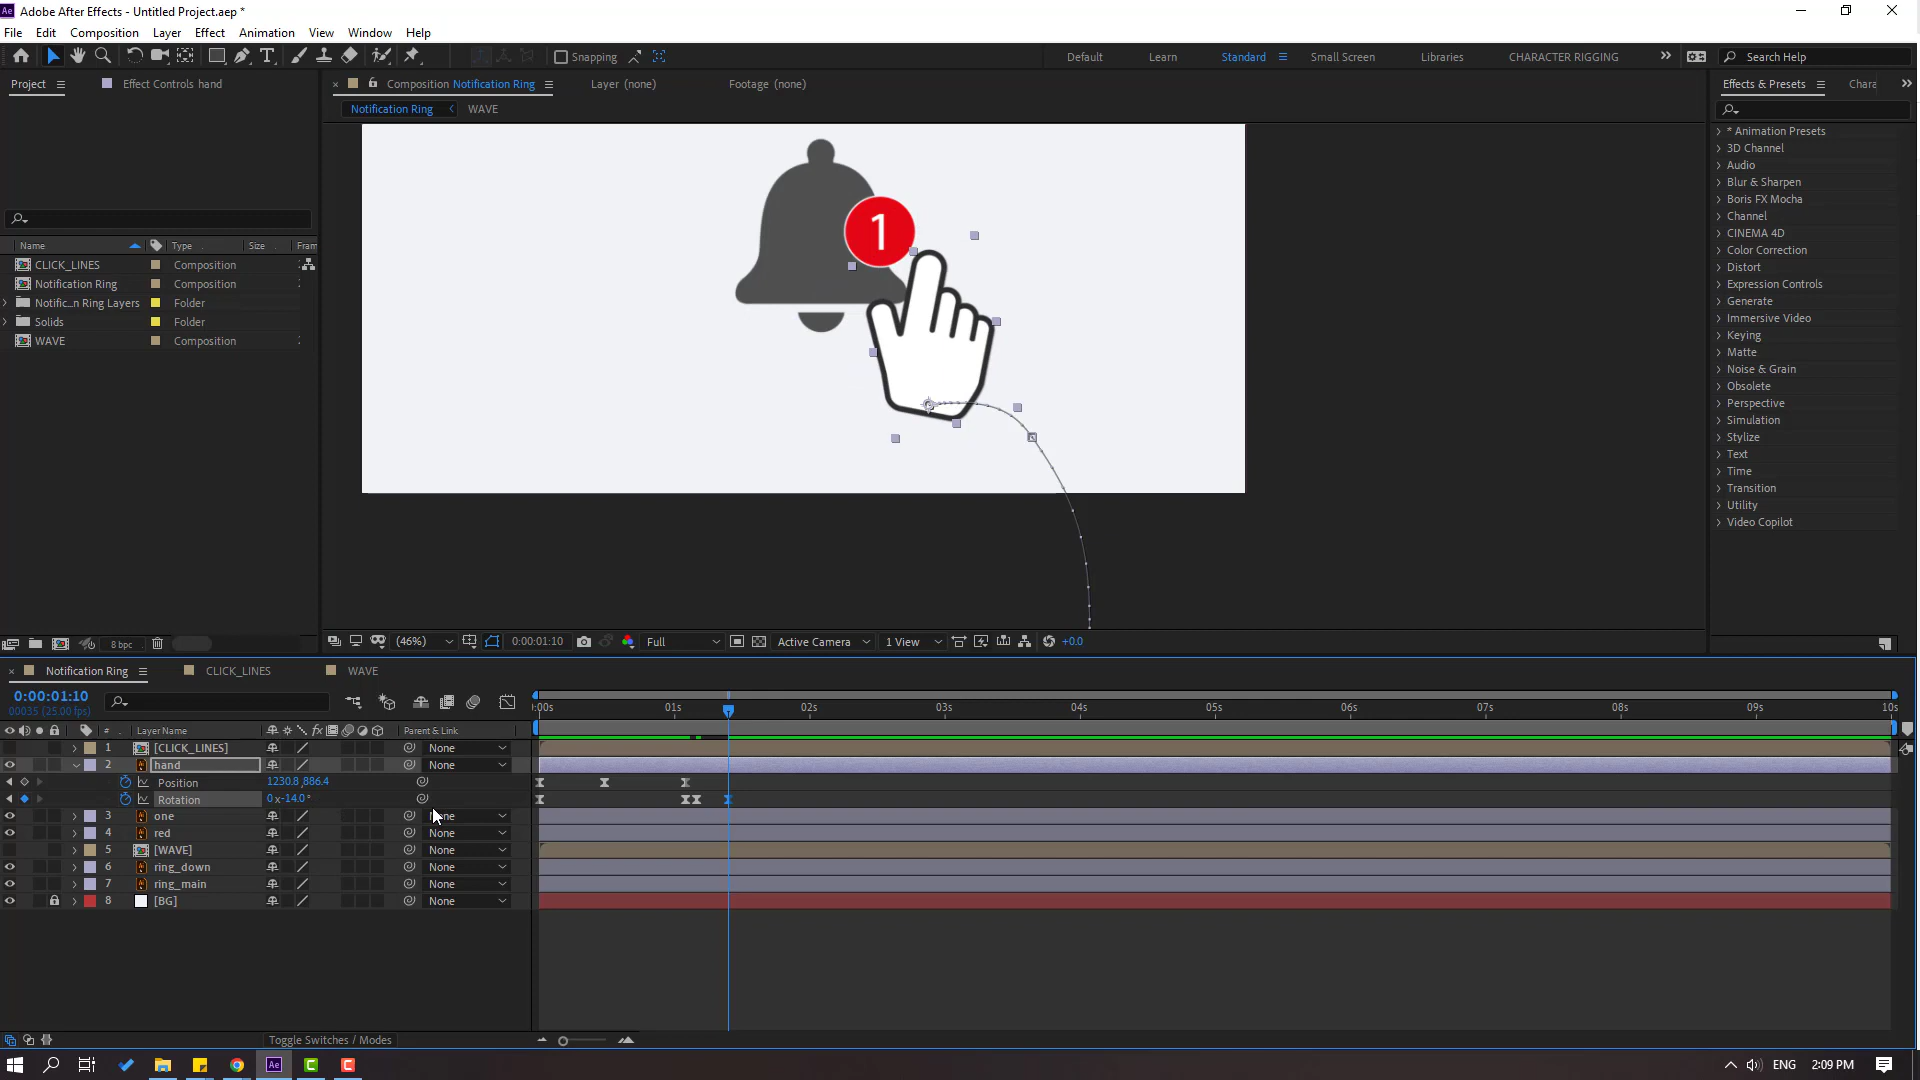 Adobe After Effects - Untitled Project.aep *
File Edit Composition Layer Effect Animation View Window Help
Snapping Default Learn Standard Small Screen Libraries CHARACTER RIGGING Search Help
Project Effect Controls hand Composition Notification Ring Layer (none) Footage (none) Effects & Presets Chara
Notification Ring WAVE
Name Type Size Fram
CLICK_LINES Composition
Notification Ring Composition
Notific...n Ring Layers Folder
Solids Folder
WAVE Composition
1
* Animation Presets
3D Channel
Audio
Blur & Sharpen
Boris FX Mocha
Channel
CINEMA 4D
Color Correction
Distort
Expression Controls
Generate
Immersive Video
Keying
Matte
Noise & Grain
Obsolete
Perspective
Simulation
Stylize
Text
Time
Transition
Utility
Video Copilot
8 bpc (46%) 0:00:01:10 Full Active Camera 1 View +0.0
Notification Ring CLICK_LINES WAVE
0:00:01:10
00035 (25.00 fps)
:00s 01s 02s 03s 04s 05s 06s 07s 08s 09s 10s
# Layer Name Parent & Link
1 [CLICK_LINES] None
2 hand None
Position 1230.8,886.4
Rotation 0x-14.0°
3 one None
4 red None
5 [WAVE] None
6 ring_down None
7 ring_main None
8 [BG] None
Toggle Switches / Modes
Ae ENG 2:09 PM